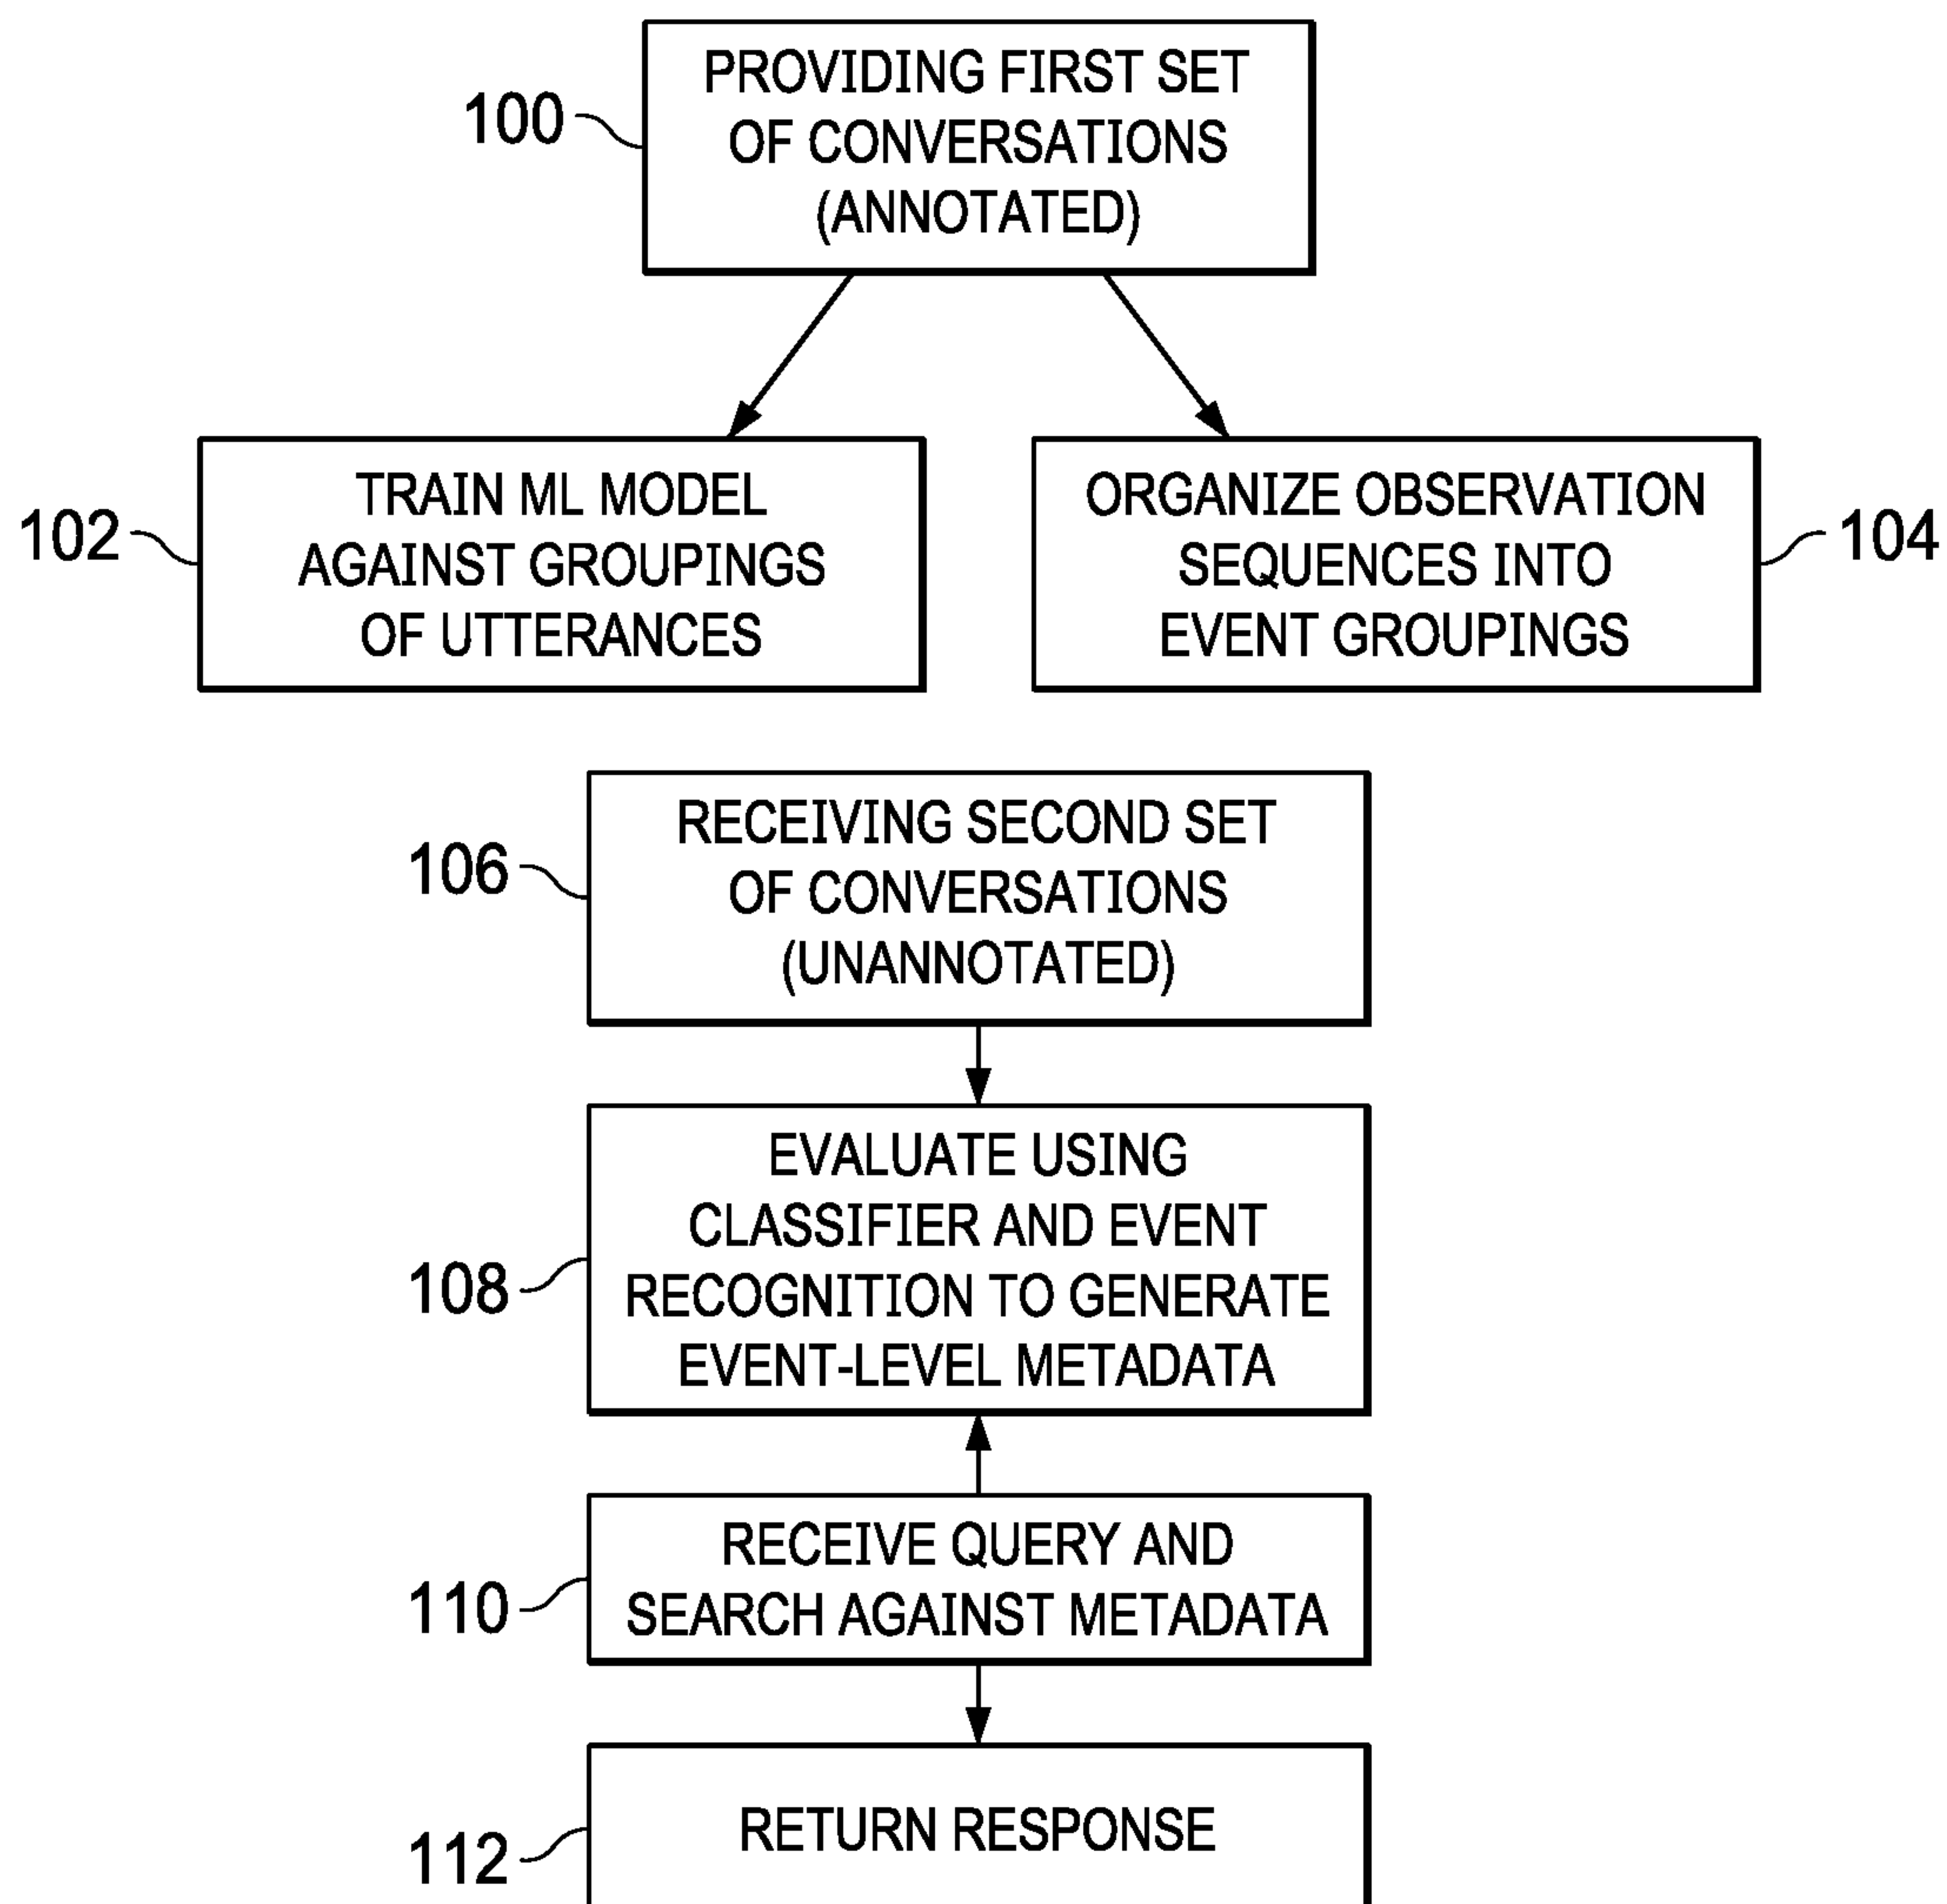 100
PROVIDING FIRST SET
OF CONVERSATIONS
(ANNOTATED)
102
TRAIN ML MODEL
AGAINST GROUPINGS
OF UTTERANCES
ORGANIZE OBSERVATION
SEQUENCES INTO
EVENT GROUPINGS
104
106
RECEIVING SECOND SET
OF CONVERSATIONS
(UNANNOTATED)
108
EVALUATE USING
CLASSIFIER AND EVENT
RECOGNITION TO GENERATE
EVENT-LEVEL METADATA
110
RECEIVE QUERY AND
SEARCH AGAINST METADATA
112
RETURN RESPONSE